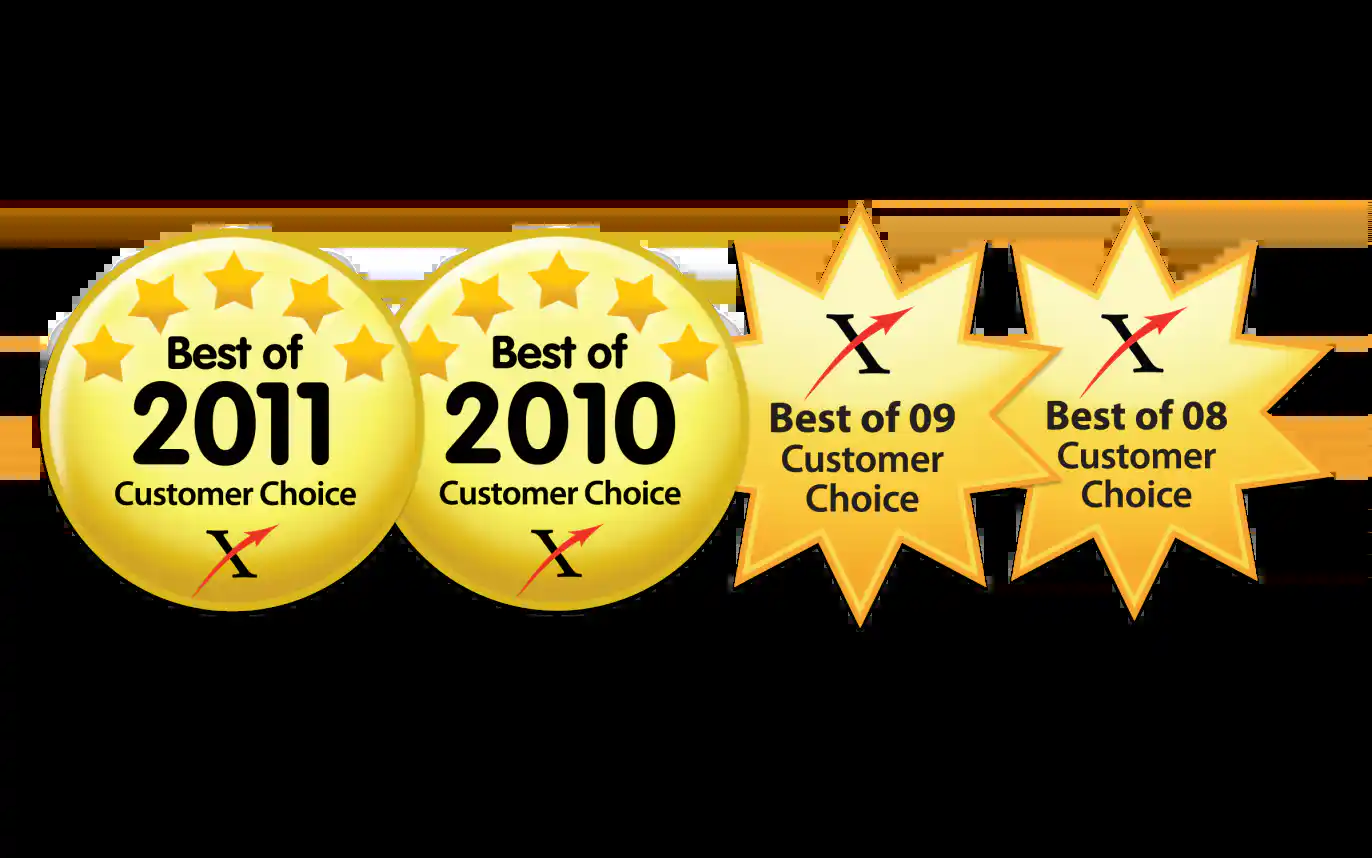 Best of
2011
Customer Choice
X
Best of
2010
Customer Choice
X
X
Best of 09
Customer
Choice
X
Best of 08
Customer
Choice